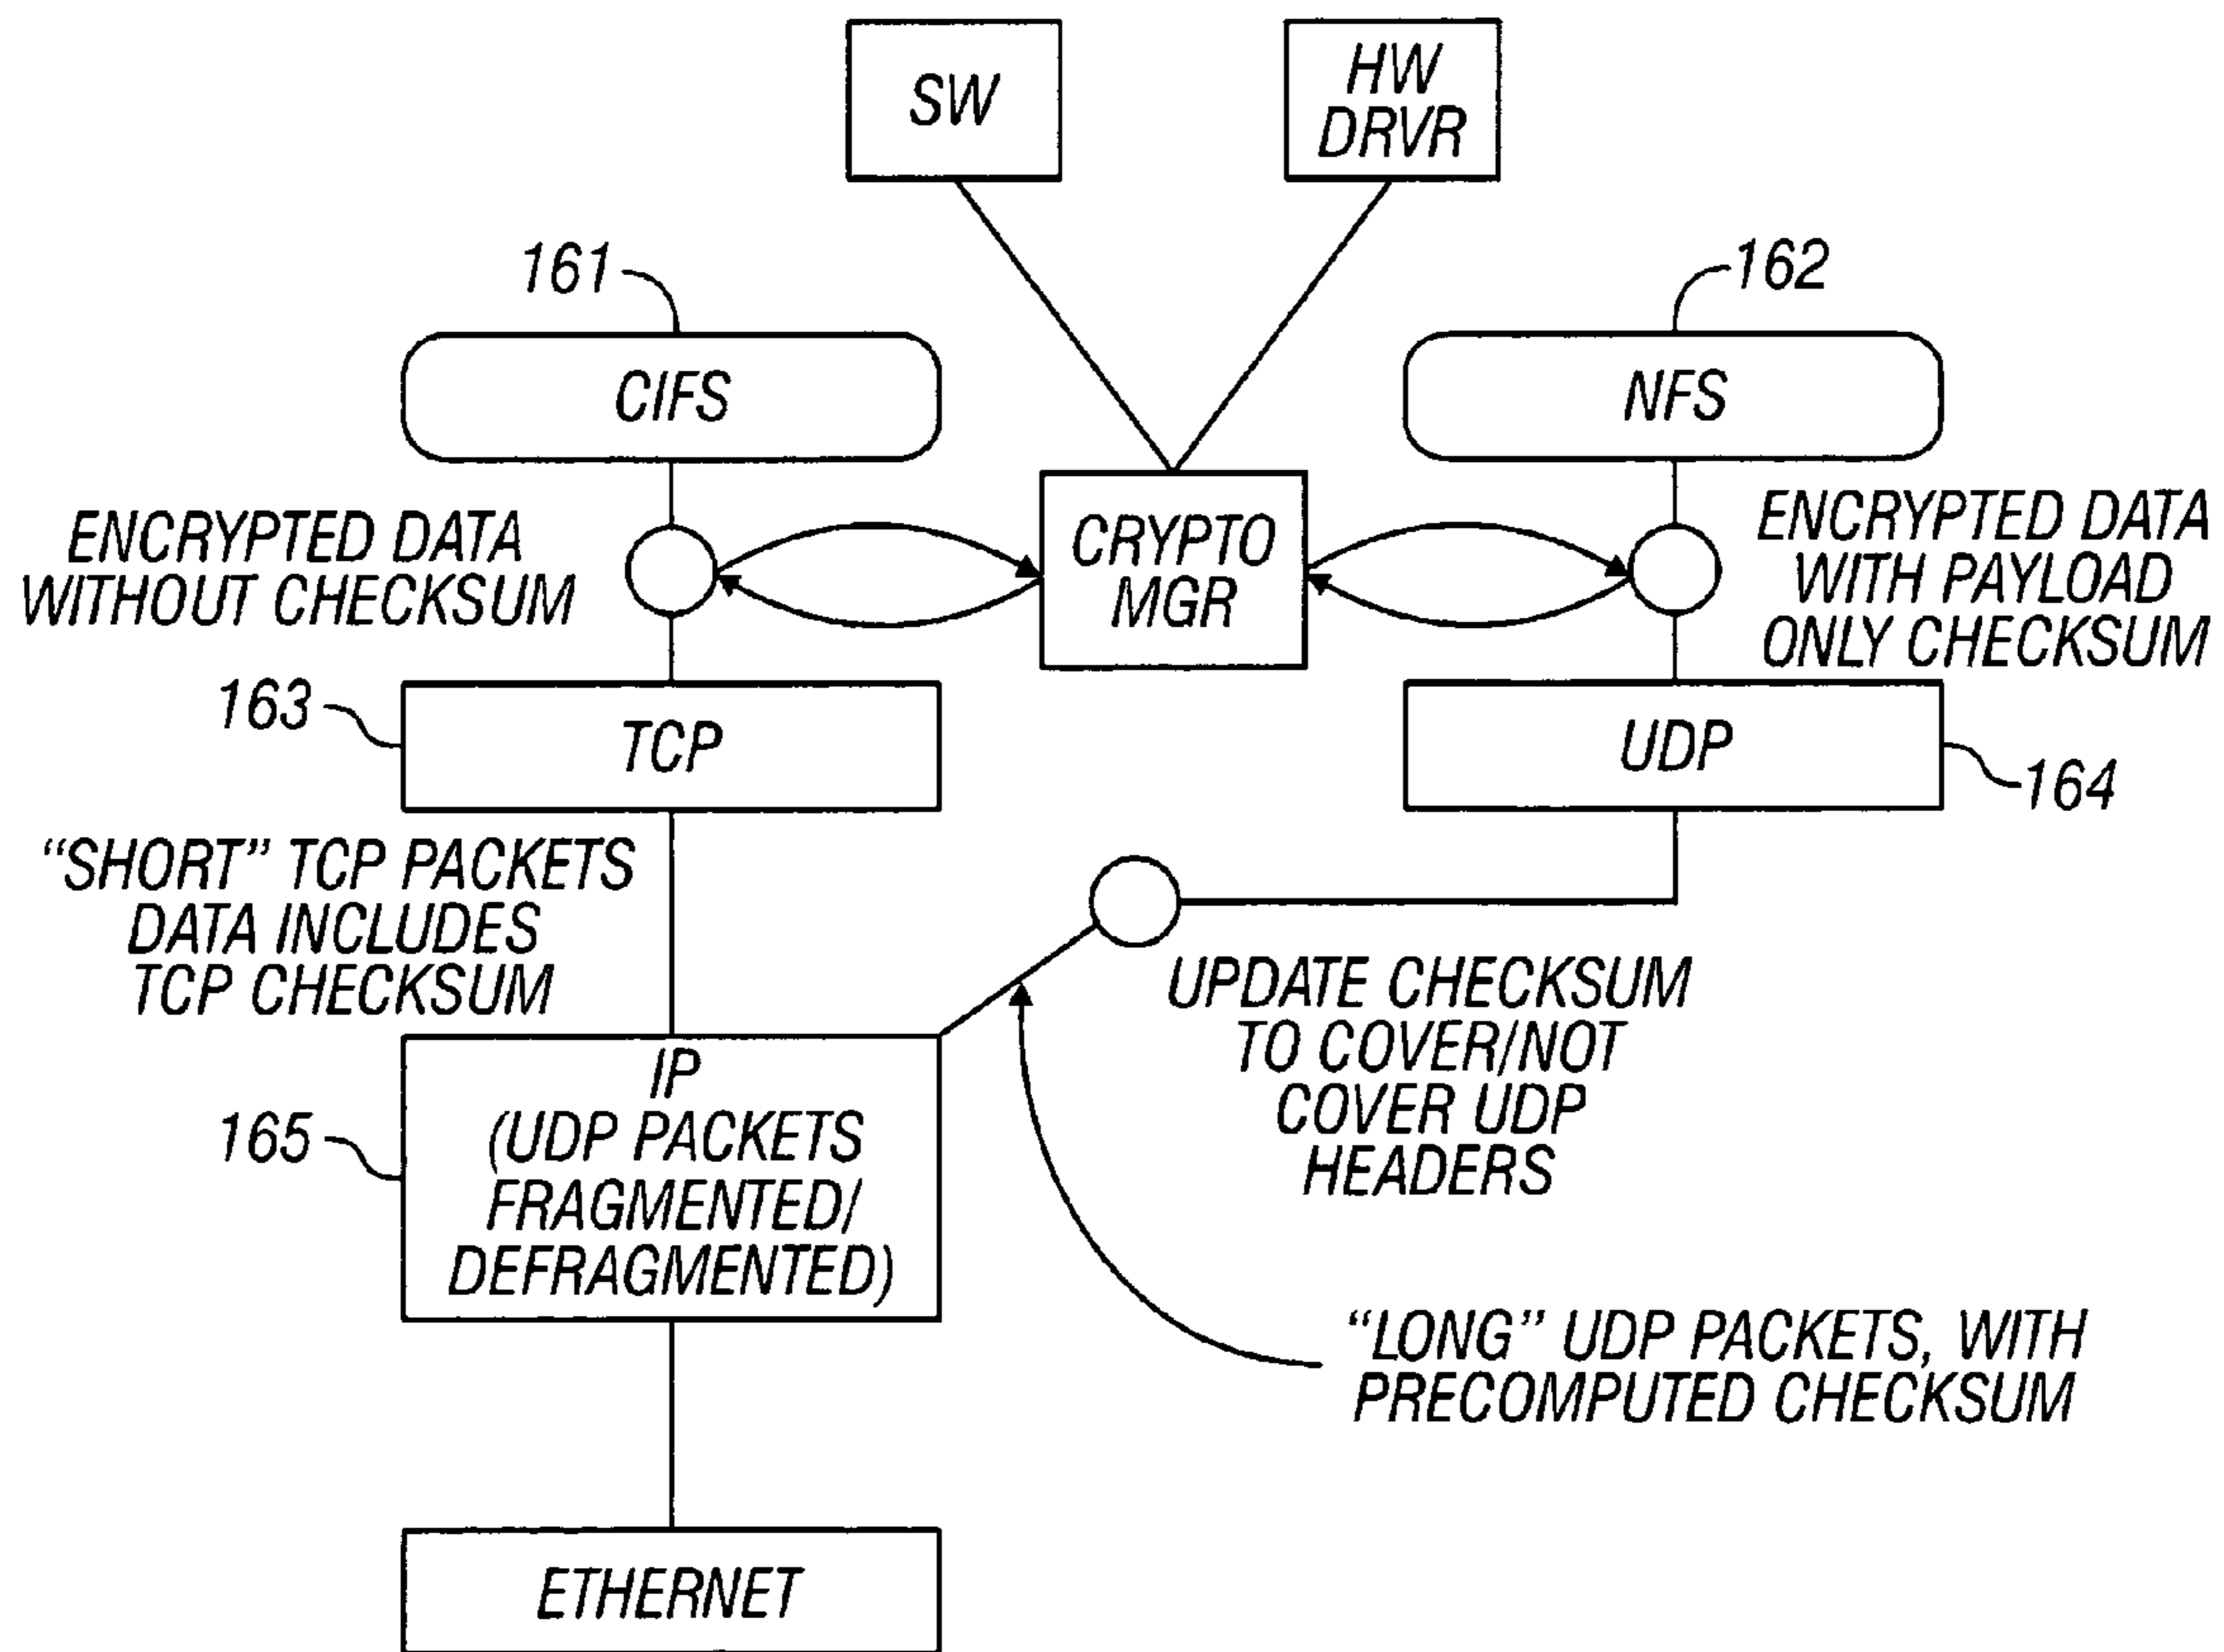 SW
HW
DRVR
161
162
CIFS
NFS
ENCRYPTED DATA
WITHOUT CHECKSUM
CRYPTO
MGR
ENCRYPTED DATA
WITH PAYLOAD
ONLY CHECKSUM
163
TCP
UDP
164
“SHORT” TCP PACKETS
DATA INCLUDES
TCP CHECKSUM
UPDATE CHECKSUM
TO COVER/NOT
COVER UDP
HEADERS
165
IP
(UDP PACKETS
FRAGMENTED/
DEFRAGMENTED)
“LONG” UDP PACKETS, WITH
PRECOMPUTED CHECKSUM
ETHERNET